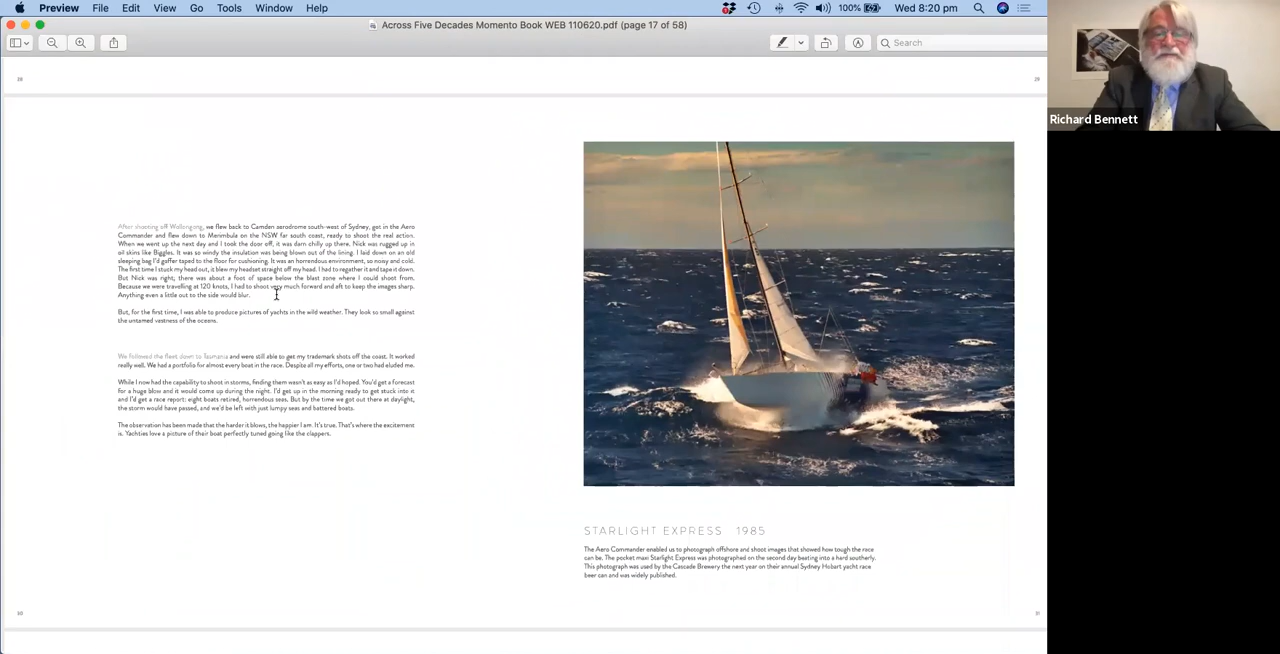 Preview File Edit View Go Tools Window Help 100% Wed 8:20 pm
Across Five Decades Momento Book WEB 110620.pdf (page 17 of 58)
Search
Richard Bennett
28
29
After shooting off Wollongong, we flew back to Camden aerodrome south-west of Sydney, got in the Aero
Commander and flew down to Merimbula on the NSW far south coast, ready to shoot the real action.
When we went up the next day and I took the door off, it was darn chilly up there. Nick was rugged up in
oil skins like Biggles. It was so windy the insulation was being blown out of the lining. I laid down on an old
sleeping bag I'd gaffer taped to the floor for cushioning. It was an horrendous environment, so noisy and cold.
The first time I stuck my head out, it blew my headset straight off my head. I had to regather it and tape it down.
But Nick was right, there was about a foot of space below the blast zone where I could shoot from.
Because we were travelling at 120 knots, I had to shoot very much forward and aft to keep the images sharp.
Anything even a little out to the side would blur.
But, for the first time, I was able to produce pictures of yachts in the wild weather. They look so small against
the untamed vastness of the oceans.
We followed the fleet down to Tasmania and were still able to get my trademark shots off the coast. It worked
really well. We had a portfolio for almost every boat in the race. Despite all my efforts, one or two had eluded me.
While I now had the capability to shoot in storms, finding them wasn't as easy as I'd hoped. You'd get a forecast
for a huge blow and it would come up during the night. I'd get up in the morning ready to get stuck into it
and I'd get a race report: eight boats retired, horrendous seas. But by the time we got out there at daylight,
the storm would have passed, and we'd be left with just lumpy seas and battered boats.
The observation has been made that the harder it blows, the happier I am. It's true. That's where the excitement
is. Yachties love a picture of their boat perfectly tuned going like the clappers.
STARLIGHT EXPRESS 1985
The Aero Commander enabled us to photograph offshore and shoot images that showed how tough the race
can be. The pocket maxi Starlight Express was photographed on the second day beating into a hard southerly.
This photograph was used by the Cascade Brewery the next year on their annual Sydney Hobart yacht race
beer can and was widely published.
30
31